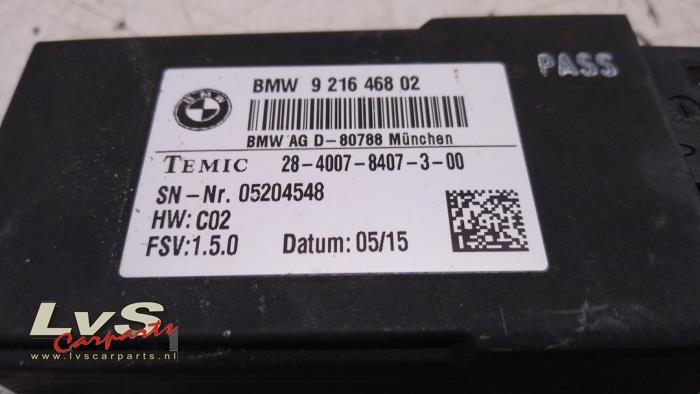 PASS
BMW
BMW 9 216 468 02
BMW AG D-80788 München
TEMIC 28-4007-8407-3-00
SN-Nr. 05204548
HW: C02
FSV:1.5.0 Datum: 05/15
LvS
Carparts
www.lvscarparts.nl